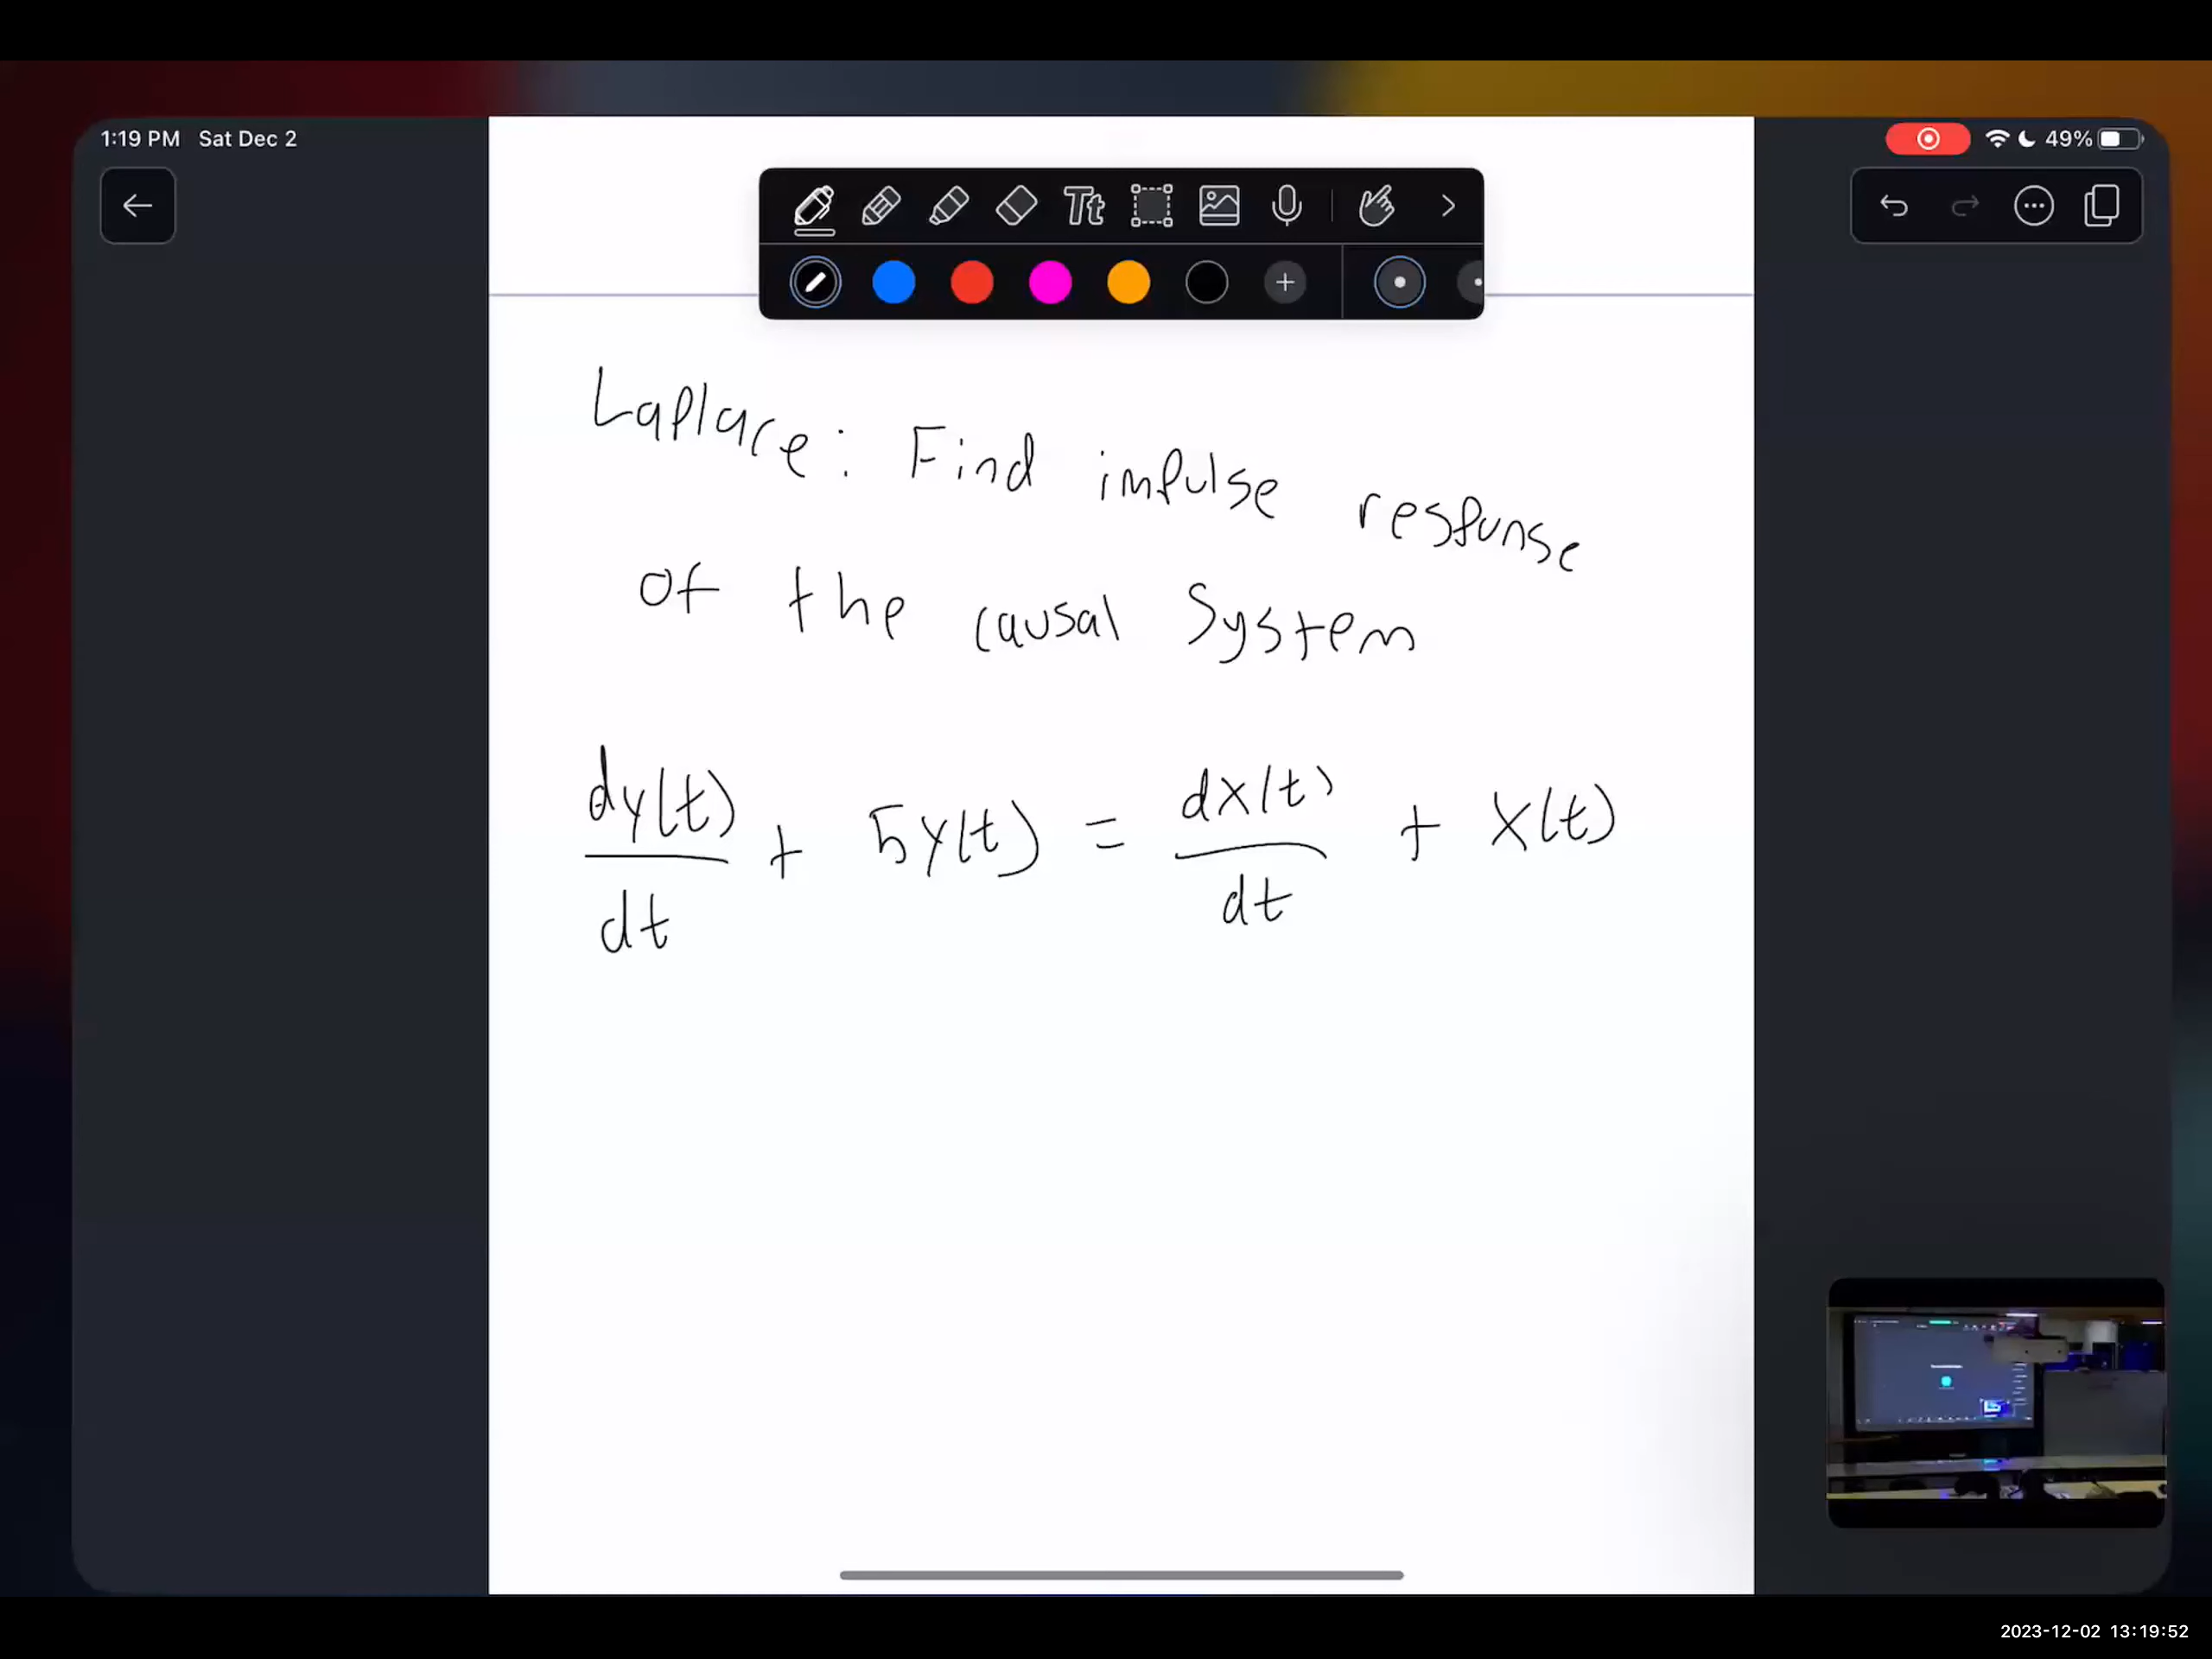 1:19 PM Sat Dec 2
49%
Tt
Laplace: Find impulse response
of the causal system
dy(t)/dt + 5y(t) = dx(t)/dt + x(t)
2023-12-02 13:19:52